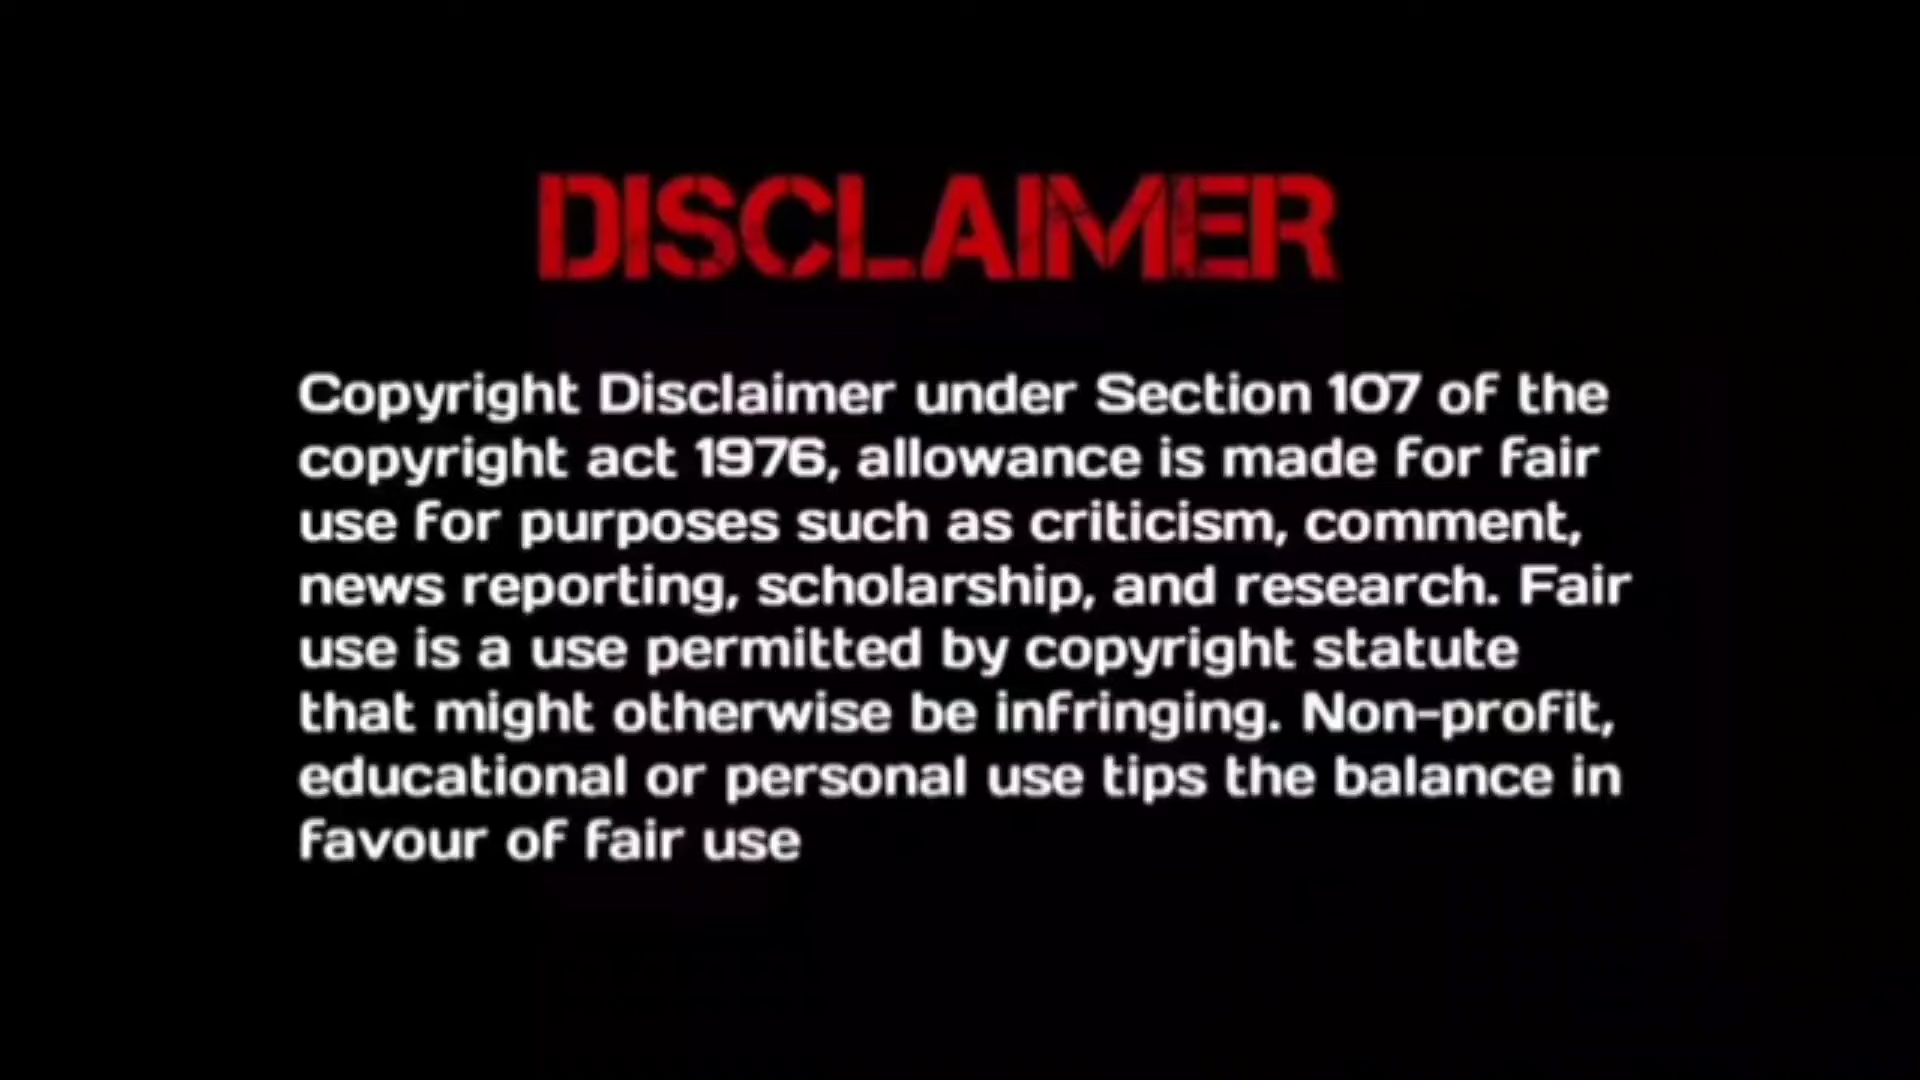 DISCLAIMER
Copyright Disclaimer under Section 107 of the
copyright act 1976, allowance is made for fair
use for purposes such as criticism, comment,
news reporting, scholarship, and research. Fair
use is a use permitted by copyright statute
that might otherwise be infringing. Non-profit,
educational or personal use tips the balance in
favour of fair use